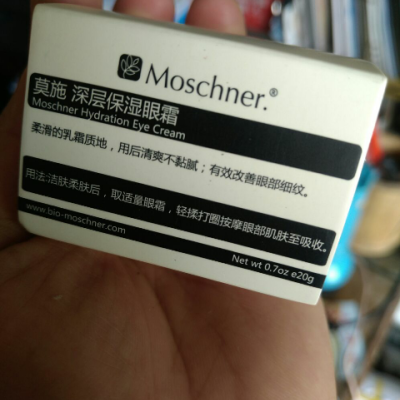 Moschner.®
莫施 深层保湿眼霜
Moschner Hydration Eye Cream
柔滑的乳霜质地，用后清爽不黏腻；有效改善眼部细纹。
用法:洁肤柔肤后，取适量眼霜，轻揉打圈按摩眼部肌肤至吸收。
www.bio-moschner.com
Net wt 0.7oz e20g